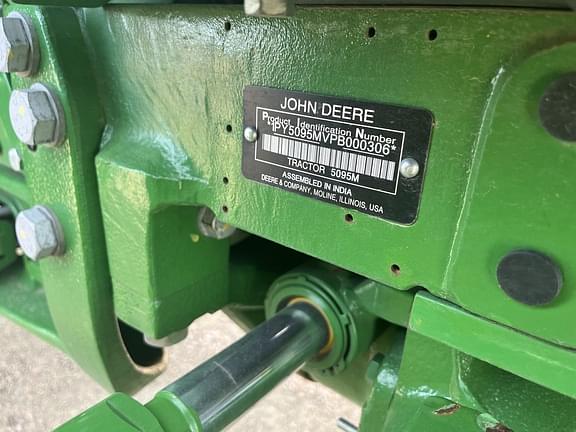 JOHN DEERE
Product Identification Number
*1PY5095MVPB000306*
TRACTOR 5095M
ASSEMBLED IN INDIA
DEERE & COMPANY, MOLINE, ILLINOIS, USA